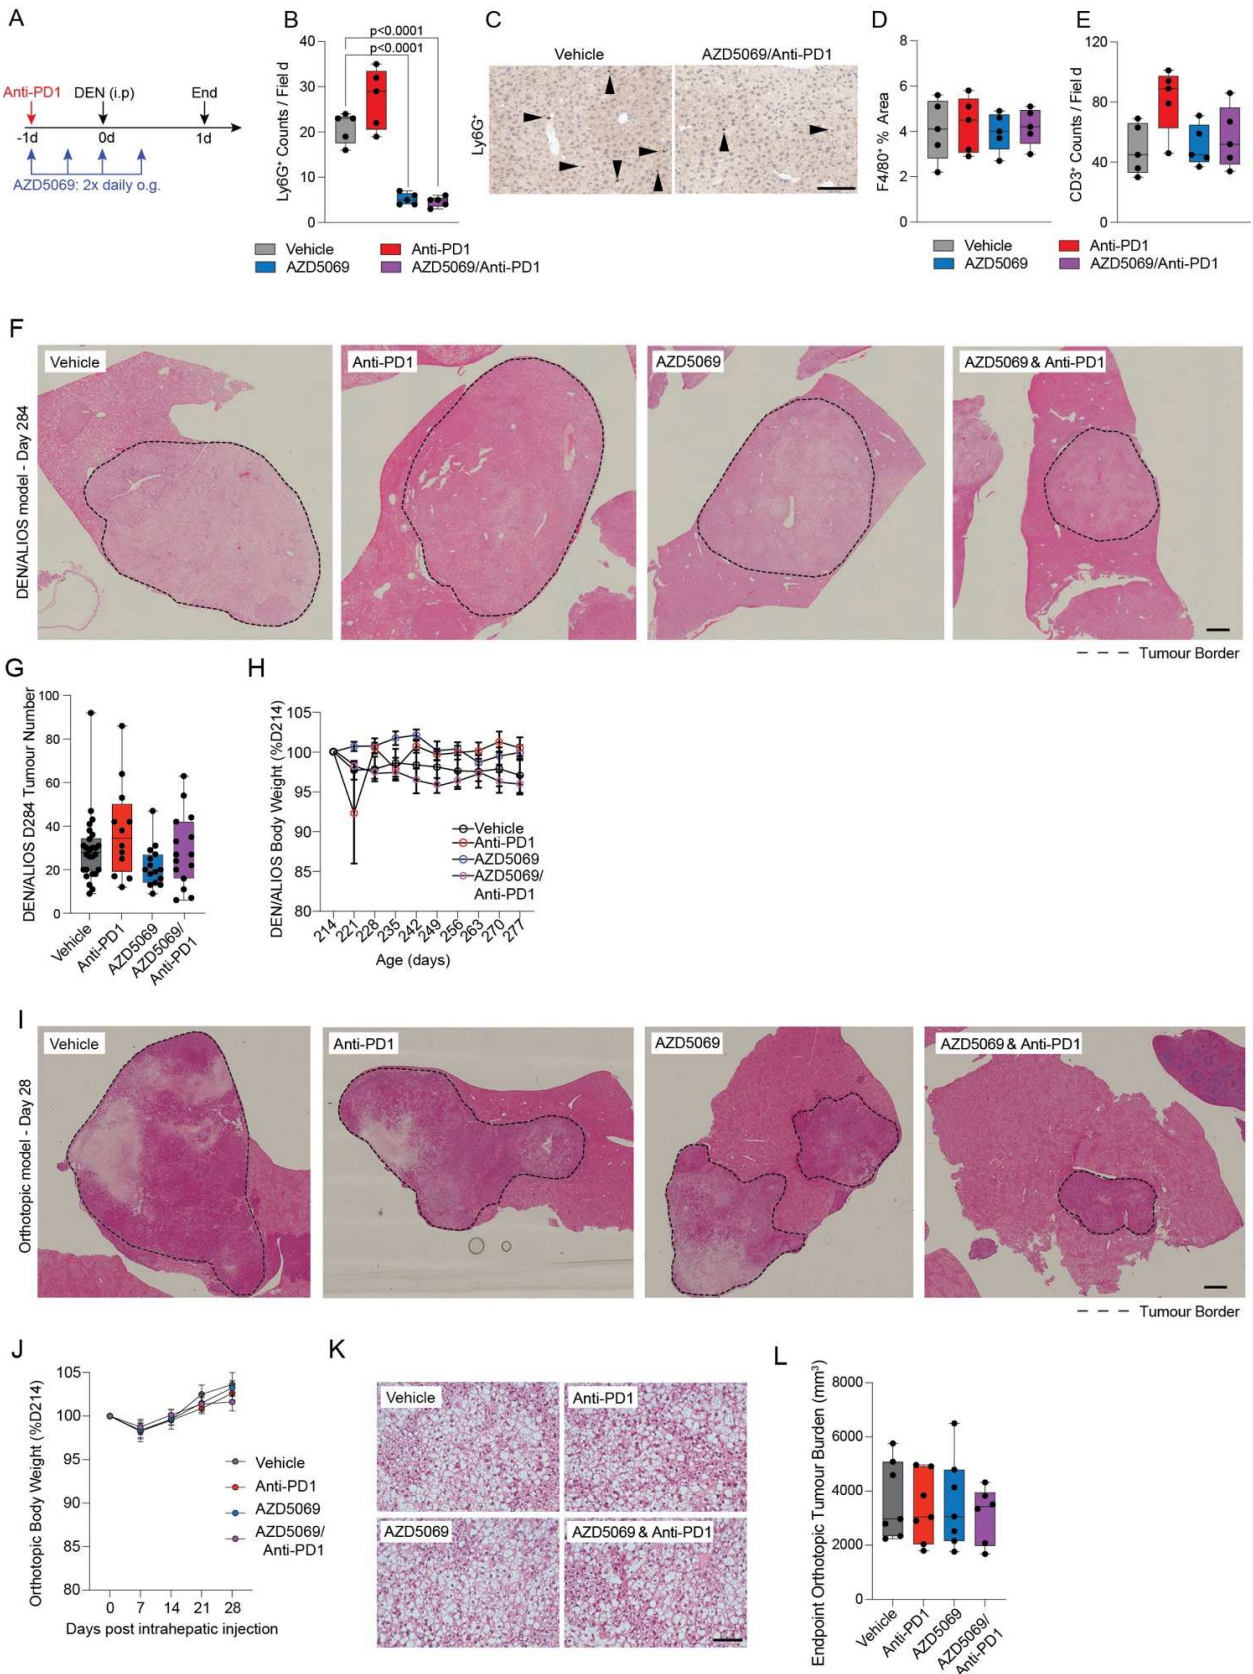 A
Anti-PD1
DEN (i.p)
End
-1d
0d
1d
AZD5069: 2x daily o.g.
B
p<0.0001
p<0.0001
Ly6G⁺ Counts / Field
40
30
20
10
0
Vehicle
Anti-PD1
AZD5069
AZD5069/Anti-PD1
C
Vehicle
AZD5069/Anti-PD1
Ly6G⁺
D
F4/80⁺ % Area
8
6
4
2
0
E
CD3⁺ Counts / Field
120
80
40
0
Vehicle
Anti-PD1
AZD5069
AZD5069/Anti-PD1
F
DEN/ALIOS model - Day 284
Vehicle
Anti-PD1
AZD5069
AZD5069 & Anti-PD1
Tumour Border
G
DEN/ALIOS D284 Tumour Number
100
80
60
40
20
0
Vehicle
Anti-PD1
AZD5069
AZD5069/
Anti-PD1
H
DEN/ALIOS Body Weight (%D214)
105
100
95
90
85
80
Vehicle
Anti-PD1
AZD5069
AZD5069/
Anti-PD1
214
221
228
235
242
249
256
263
270
277
Age (days)
I
Orthotopic model - Day 28
Vehicle
Anti-PD1
AZD5069
AZD5069 & Anti-PD1
Tumour Border
J
Orthotopic Body Weight (%D214)
105
100
95
90
85
80
Vehicle
Anti-PD1
AZD5069
AZD5069/
Anti-PD1
0 7 14 21 28
Days post intrahepatic injection
K
Vehicle
Anti-PD1
AZD5069
AZD5069 & Anti-PD1
L
Endpoint Orthotopic Tumour Burden (mm³)
8000
6000
4000
2000
0
Vehicle
Anti-PD1
AZD5069
AZD5069/
Anti-PD1